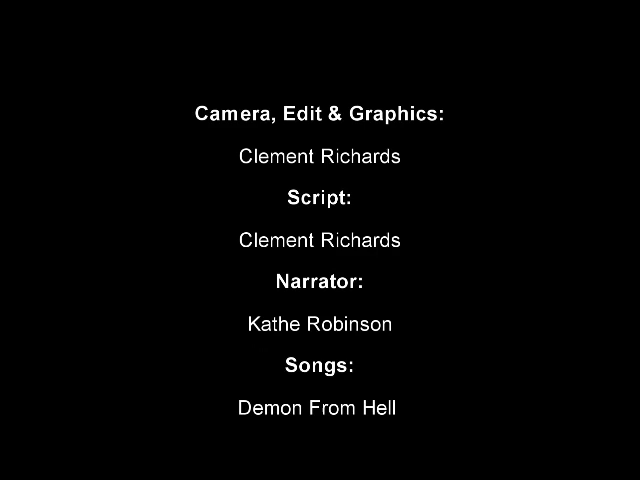 Camera, Edit & Graphics:
Clement Richards
Script:
Clement Richards
Narrator:
Kathe Robinson
Songs:
Demon From Hell